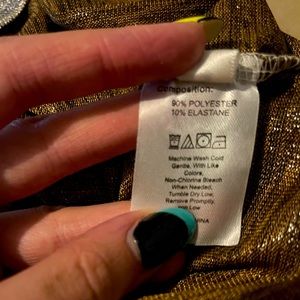 Composition:
90% POLYESTER
10% ELASTANE
Machine Wash Cold
Gentle, With Like
Colors,
Non-Chlorine Bleach
When Needed,
Tumble Dry Low,
Remove Promptly,
Low